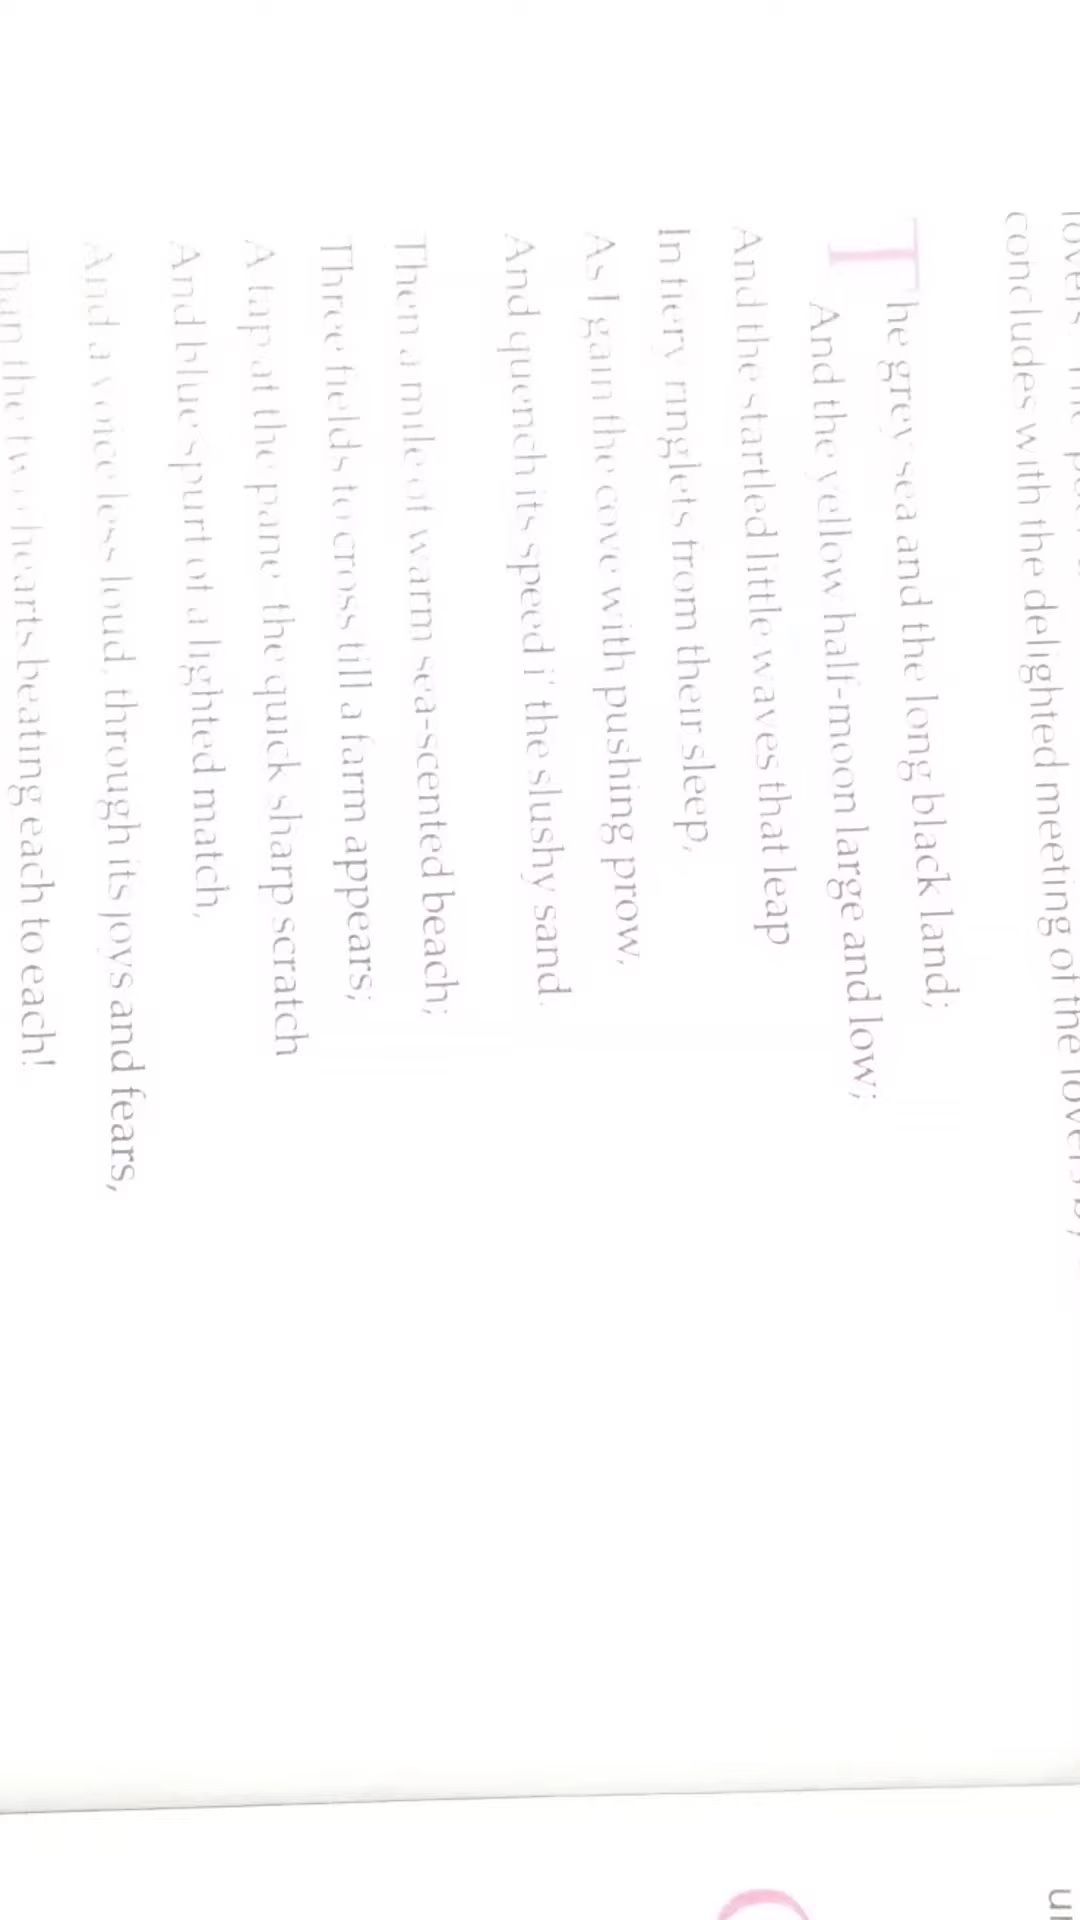 concludes with the delighted meeting of the lovers
The grey sea and the long black land;
And the yellow half-moon large and low;
And the startled little waves that leap
In fiery ringlets from their sleep,
As I gain the cove with pushing prow,
And quench its speed i' the slushy sand.
Then a mile of warm sea-scented beach;
Three fields to cross till a farm appears;
A tap at the pane, the quick sharp scratch
And blue spurt of a lighted match,
And a voice less loud, through its joys and fears,
Than the two hearts beating each to each!